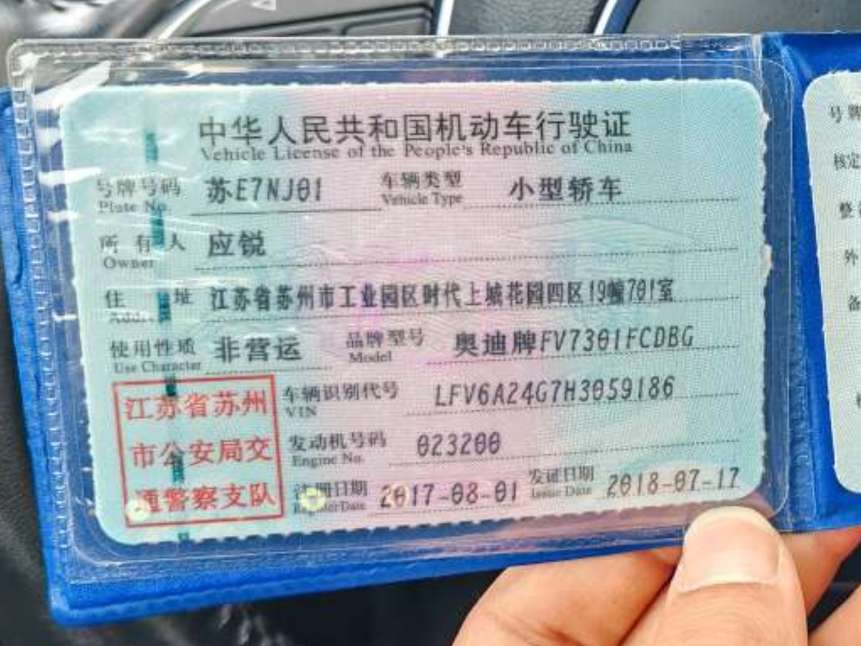 中华人民共和国机动车行驶证
Vehicle License of the People's Republic of China
号牌号码 苏E7NJ01 车辆类型 小型轿车
Plate No. Vehicle Type
所有人 应锐
Owner
住 址 江苏省苏州市工业园区时代上城花园四区19幢701室
Address
使用性质 非营运 品牌型号 奥迪牌FV7301FCDBG
Use Character Model
江苏省苏州
市公安局交
通警察支队
车辆识别代号 LFV6A24G7H3059186
VIN
发动机号码 023200
Engine No.
注册日期 2017-08-01 发证日期 2018-07-17
Register Date Issue Date
号牌
核定
整
外